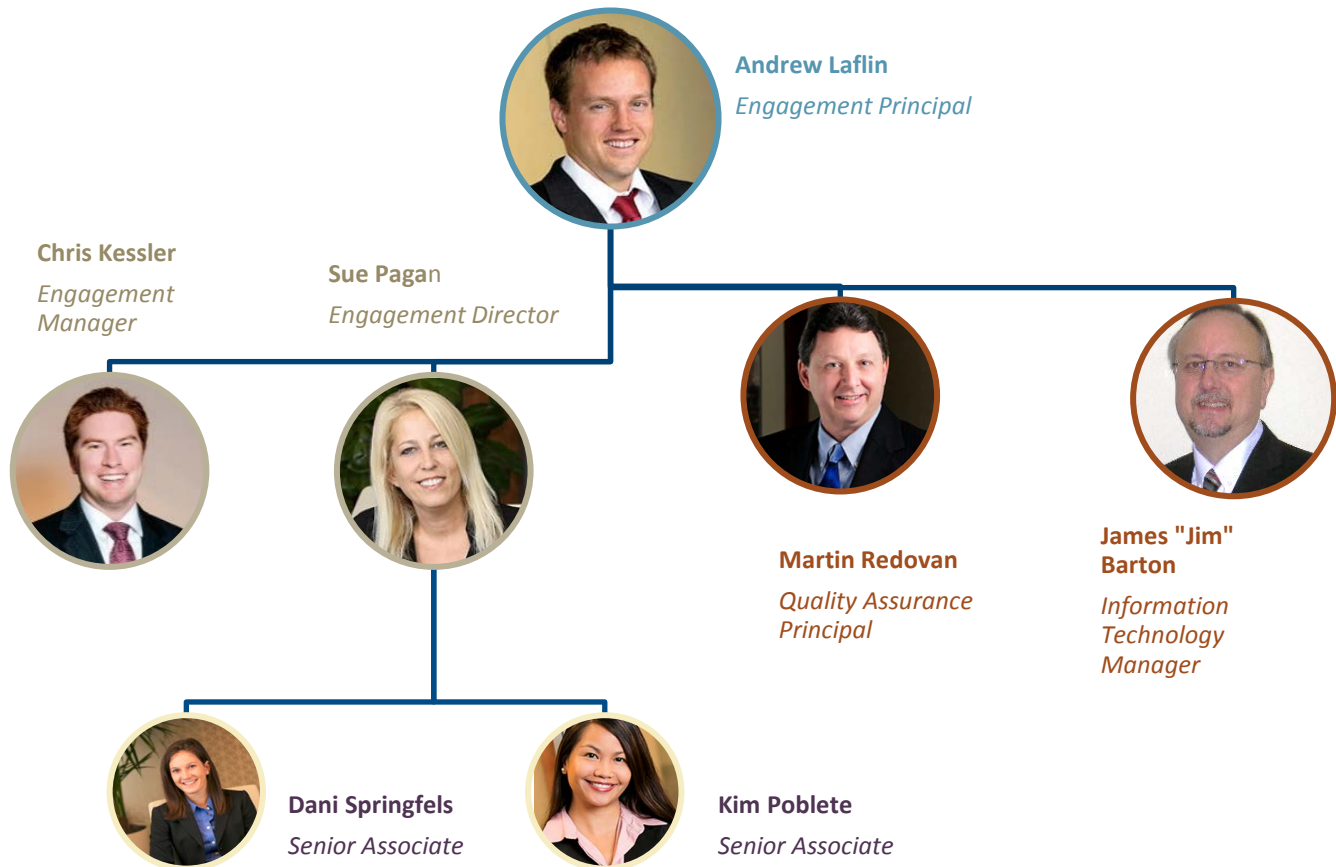 Andrew Laflin
Engagement Principal
Chris Kessler
Engagement
Manager
Sue Pagan
Engagement Director
Martin Redovan
Quality Assurance
Principal
James "Jim"
Barton
Information
Technology
Manager
Dani Springfels
Senior Associate
Kim Poblete
Senior Associate